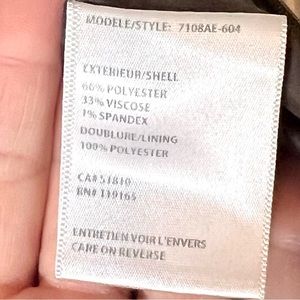 MODELE/STYLE: 7108AE-604
EXTERIEUR/SHELL
66% POLYESTER
33% VISCOSE
1% SPANDEX
DOUBLURE/LINING
100% POLYESTER
CA# 51810
RN# 119165
ENTRETIEN VOIR L'ENVERS
CARE ON REVERSE